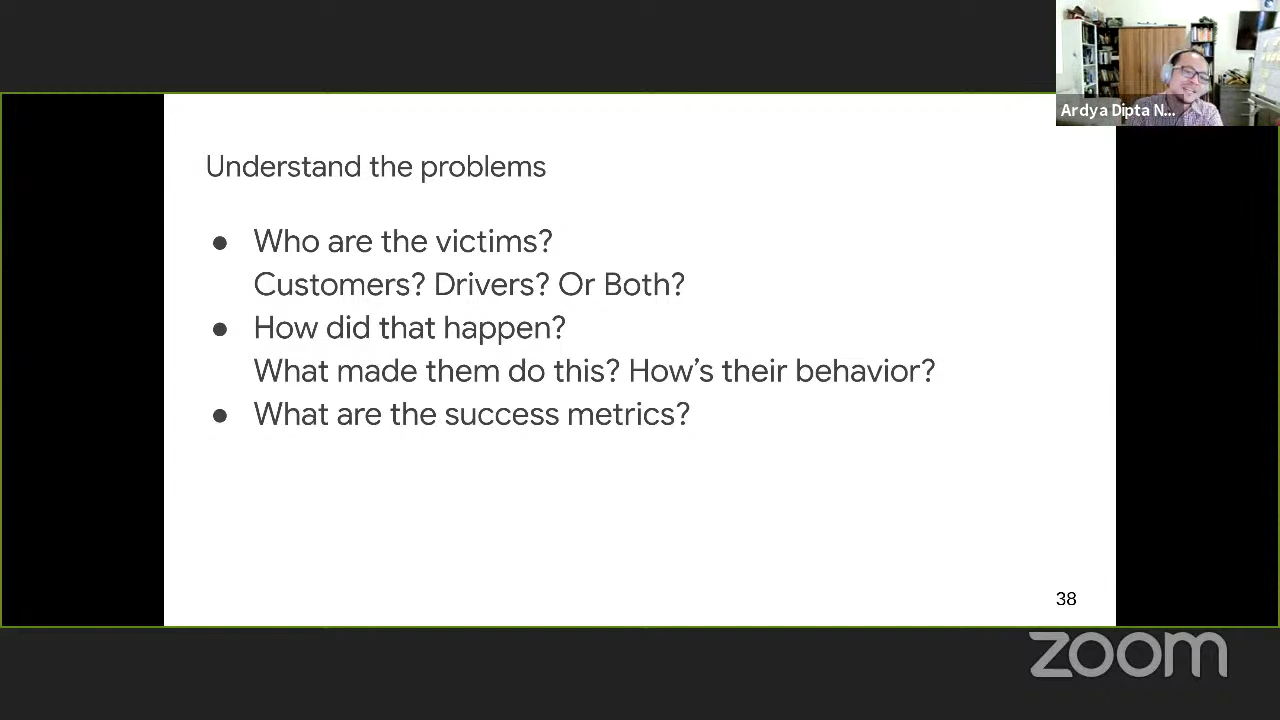 Ardya Dipta N...
Understand the problems
● Who are the victims?
Customers? Drivers? Or Both?
● How did that happen?
What made them do this? How's their behavior?
● What are the success metrics?
38
zoom